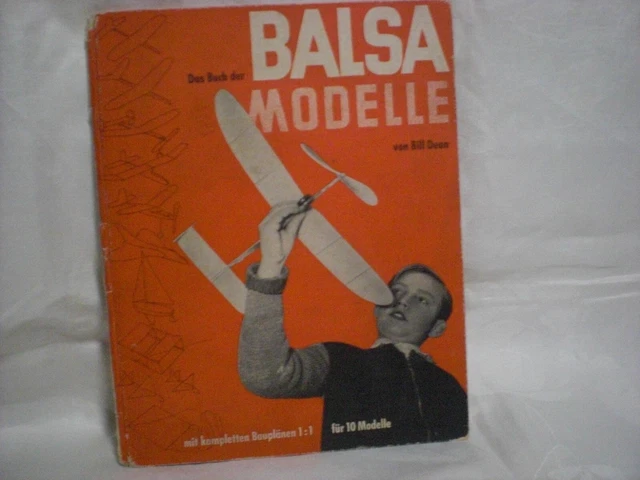 Das Buch der
BALSA
MODELLE
von Bill Dean
mit kompletten Bauplänen 1:1 für 10 Modelle